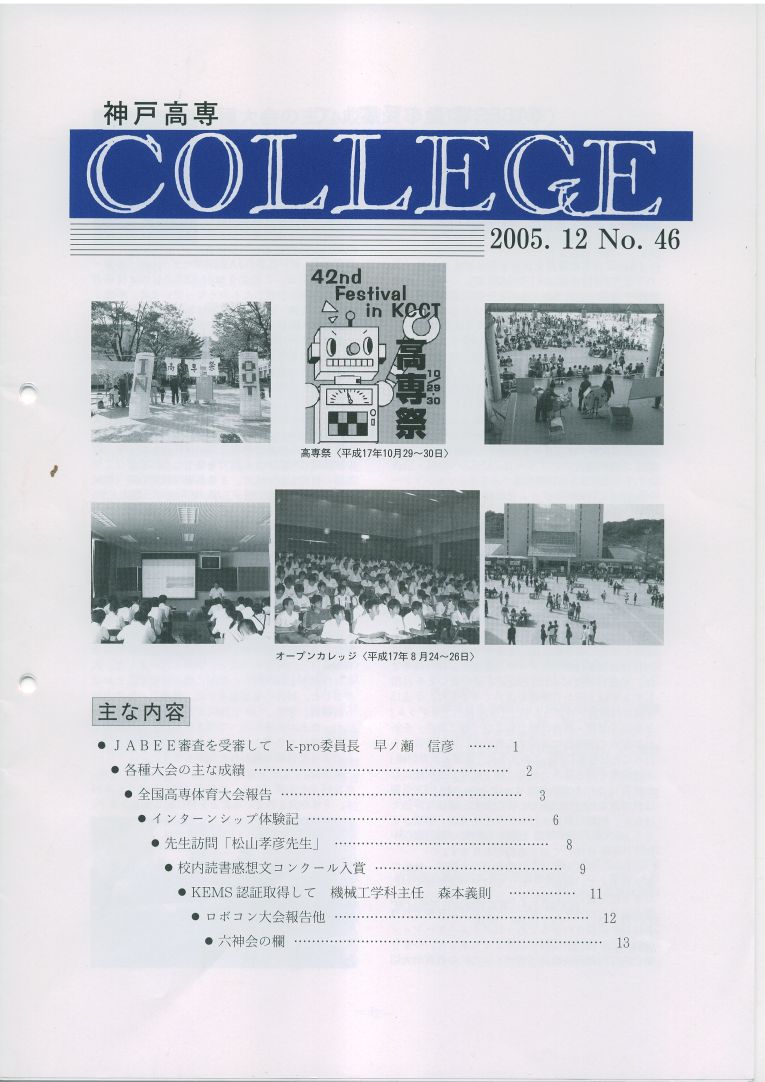 神戸高専
COLLEGE
2005. 12 No. 46
42nd
Festival
in KCCT
高専祭
10
29
30
IN
OUT
高専祭〈平成17年10月29〜30日〉
オープンカレッジ〈平成17年8月24〜26日〉
主な内容
● ＪＡＢＥＥ審査を受審して　k-pro委員長　早ノ瀬　信彦 …… 1
● 各種大会の主な成績 ………………………………………………… 2
● 全国高専体育大会報告 ……………………………………………… 3
● インターンシップ体験記 …………………………………………… 6
● 先生訪問「松山孝彦先生」 ………………………………………… 8
● 校内読書感想文コンクール入賞 …………………………………… 9
● KEMS 認証取得して　機械工学科主任　森本義則 …………… 11
● ロボコン大会報告他 ………………………………………………… 12
● 六神会の欄 …………………………………………………………… 13